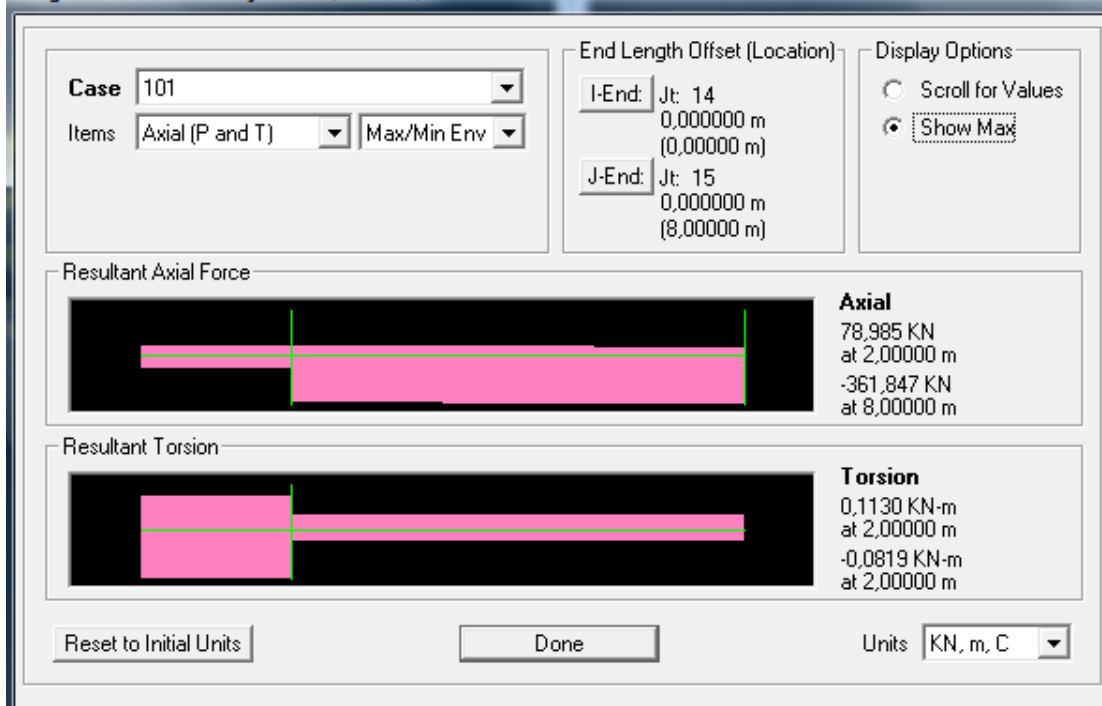 Case 101
Items Axial (P and T) Max/Min Env
End Length Offset (Location)
I-End: Jt: 14
0,000000 m
(0,00000 m)
J-End: Jt: 15
0,000000 m
(8,00000 m)
Display Options
Scroll for Values
Show Max
Resultant Axial Force
Axial
78,985 KN
at 2,00000 m
-361,847 KN
at 8,00000 m
Resultant Torsion
Torsion
0,1130 KN-m
at 2,00000 m
-0,0819 KN-m
at 2,00000 m
Reset to Initial Units
Done
Units KN, m, C